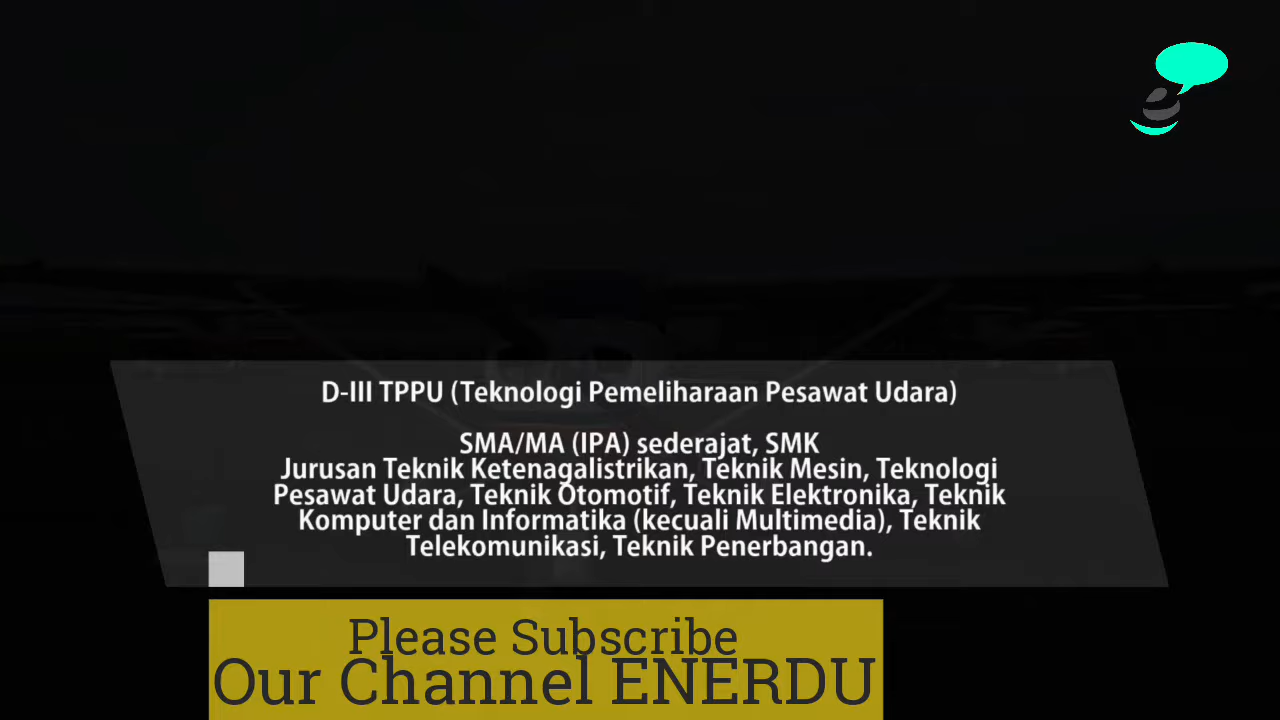 D-III TPPU (Teknologi Pemeliharaan Pesawat Udara)
SMA/MA (IPA) sederajat, SMK
Jurusan Teknik Ketenagalistrikan, Teknik Mesin, Teknologi
Pesawat Udara, Teknik Otomotif, Teknik Elektronika, Teknik
Komputer dan Informatika (kecuali Multimedia), Teknik
Telekomunikasi, Teknik Penerbangan.
Please Subscribe
Our Channel ENERDU